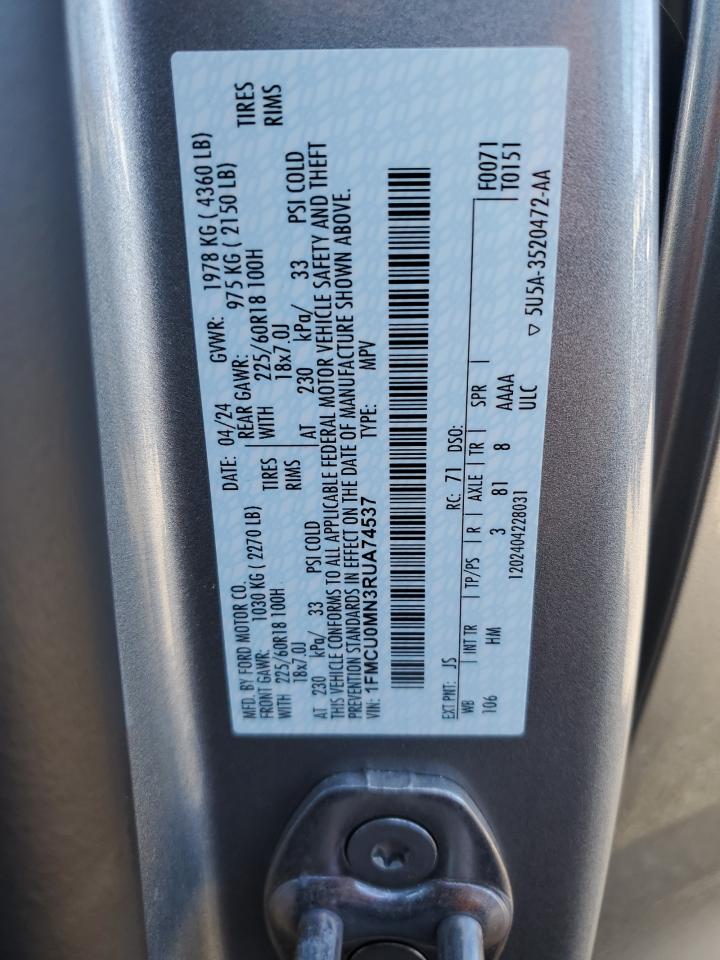 MFD. BY FORD MOTOR CO. DATE: 04/24 GVWR: 1978 KG ( 4360 LB)
FRONT GAWR: 1030 KG ( 2270 LB) REAR GAWR: 975 KG ( 2150 LB)
WITH 225/60R18 100H TIRES WITH 225/60R18 100H TIRES
18x7.0J RIMS 18x7.0J RIMS
AT 230 kPa/ 33 PSI COLD AT 230 kPa/ 33 PSI COLD
THIS VEHICLE CONFORMS TO ALL APPLICABLE FEDERAL MOTOR VEHICLE SAFETY AND THEFT
PREVENTION STANDARDS IN EFFECT ON THE DATE OF MANUFACTURE SHOWN ABOVE.
VIN: 1FMCU0MN3RUA74537 TYPE: MPV
EXT PNT: JS RC: 71 DSO: F0071
WB INT TR TP/PS R AXLE TR SPR T0151
106 HM 3 81 8 AAAA
ULC
1202404228031 ▽ 5U5A-3520472-AA